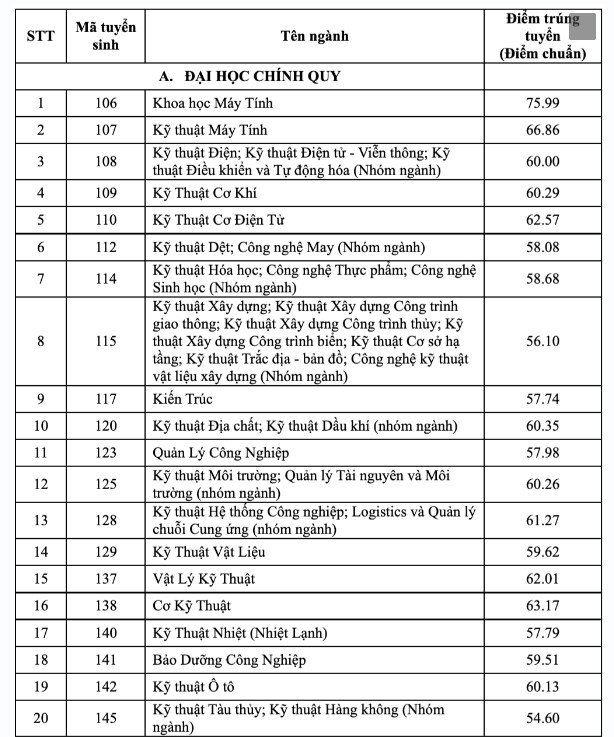 STT
Mã tuyển
sinh
Tên ngành
Điểm trúng
tuyển
(Điểm chuẩn)
A. ĐẠI HỌC CHÍNH QUY
1 106 Khoa học Máy Tính 75.99
2 107 Kỹ thuật Máy Tính 66.86
3 108 Kỹ thuật Điện; Kỹ thuật Điện tử - Viễn thông; Kỹ
thuật Điều khiển và Tự động hóa (Nhóm ngành) 60.00
4 109 Kỹ Thuật Cơ Khí 60.29
5 110 Kỹ Thuật Cơ Điện Tử 62.57
6 112 Kỹ thuật Dệt; Công nghệ May (Nhóm ngành) 58.08
7 114 Kỹ thuật Hóa học; Công nghệ Thực phẩm; Công nghệ
Sinh học (Nhóm ngành) 58.68
8 115 Kỹ thuật Xây dựng; Kỹ thuật Xây dựng Công trình
giao thông; Kỹ thuật Xây dựng Công trình thủy; Kỹ
thuật Xây dựng Công trình biển; Kỹ thuật Cơ sở hạ
tầng; Kỹ thuật Trắc địa - bản đồ; Công nghệ kỹ thuật
vật liệu xây dựng (Nhóm ngành) 56.10
9 117 Kiến Trúc 57.74
10 120 Kỹ thuật Địa chất; Kỹ thuật Dầu khí (nhóm ngành) 60.35
11 123 Quản Lý Công Nghiệp 57.98
12 125 Kỹ thuật Môi trường; Quản lý Tài nguyên và Môi
trường (nhóm ngành) 60.26
13 128 Kỹ thuật Hệ thống Công nghiệp; Logistics và Quản lý
chuỗi Cung ứng (nhóm ngành) 61.27
14 129 Kỹ Thuật Vật Liệu 59.62
15 137 Vật Lý Kỹ Thuật 62.01
16 138 Cơ Kỹ Thuật 63.17
17 140 Kỹ Thuật Nhiệt (Nhiệt Lạnh) 57.79
18 141 Bảo Dưỡng Công Nghiệp 59.51
19 142 Kỹ thuật Ô tô 60.13
20 145 Kỹ thuật Tàu thủy; Kỹ thuật Hàng không (Nhóm
ngành) 54.60